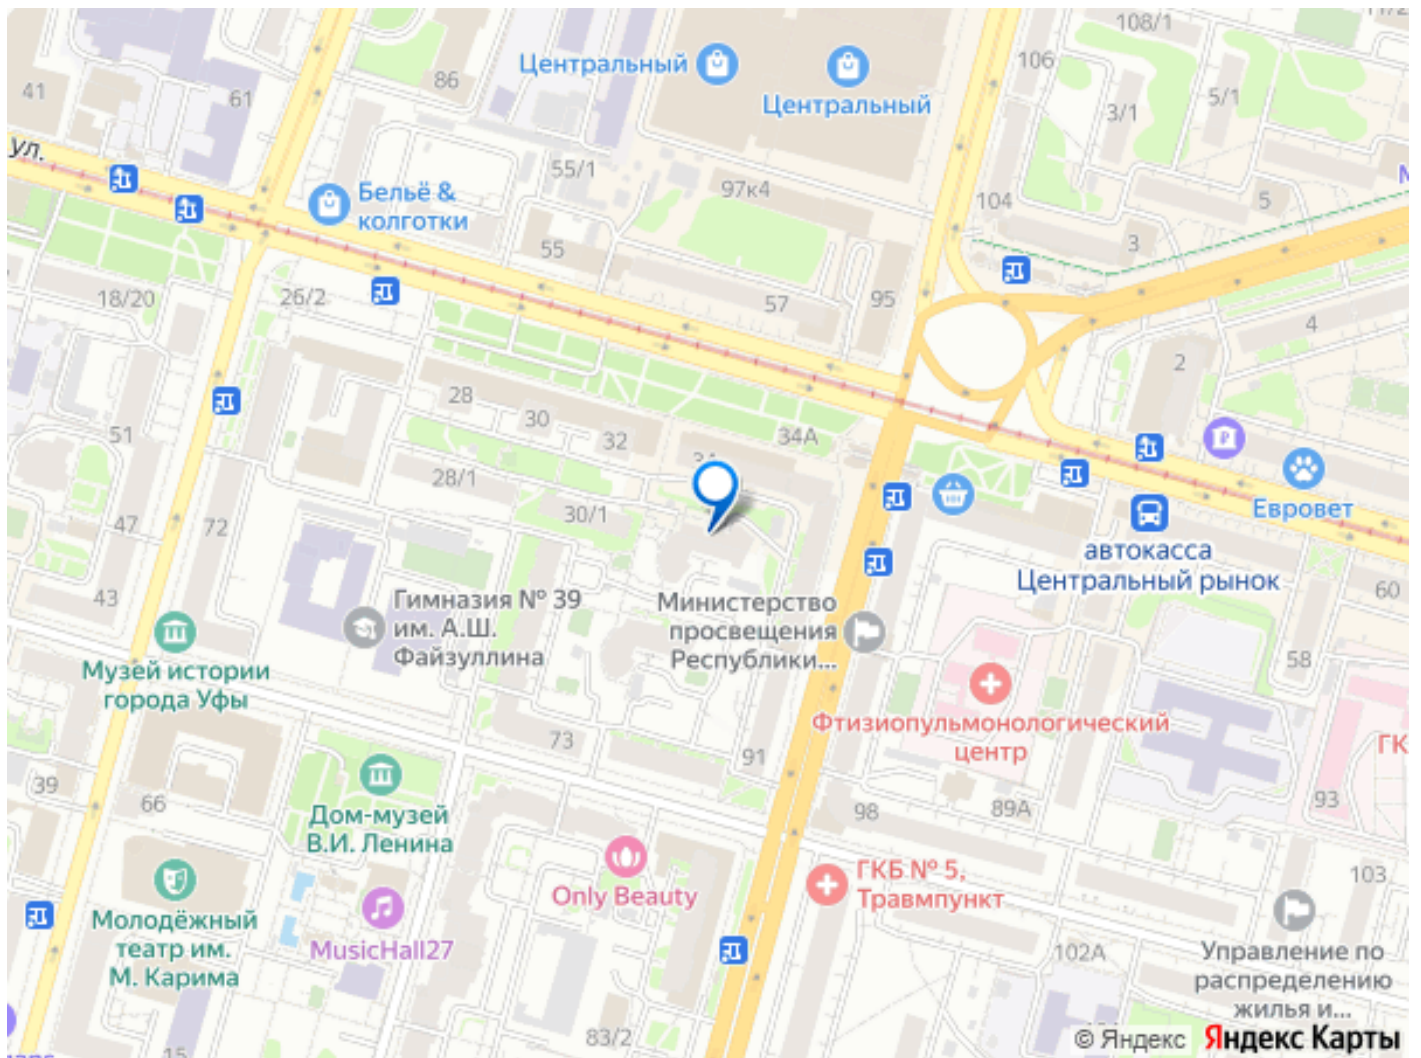 108/1
106
86
Центральный
Центральный
41
61
5/1
3/1
ул.
55/1
97к4
Бельё &
колготки
104
5
3
55
18/20
26/2
57
95
4
2
28
30
32
34А
51
28/1
30/1
47
72
Евровет
автокасса
Центральный рынок
60
43
Гимназия № 39
им. А.Ш.
Файзуллина
Министерство
просвещения
Республики...
Музей истории
города Уфы
58
Фтизиопульмонологический
центр
73
91
ГК
39
66
Дом-музей
В.И. Ленина
98
89А
93
ГКБ № 5,
Травмпункт
103
Only Beauty
Молодёжный
театр им.
М. Карима
MusicHall27
102А
Управление по
распределению
жилья и...
83/2
15
© Яндекс Яндекс Карты